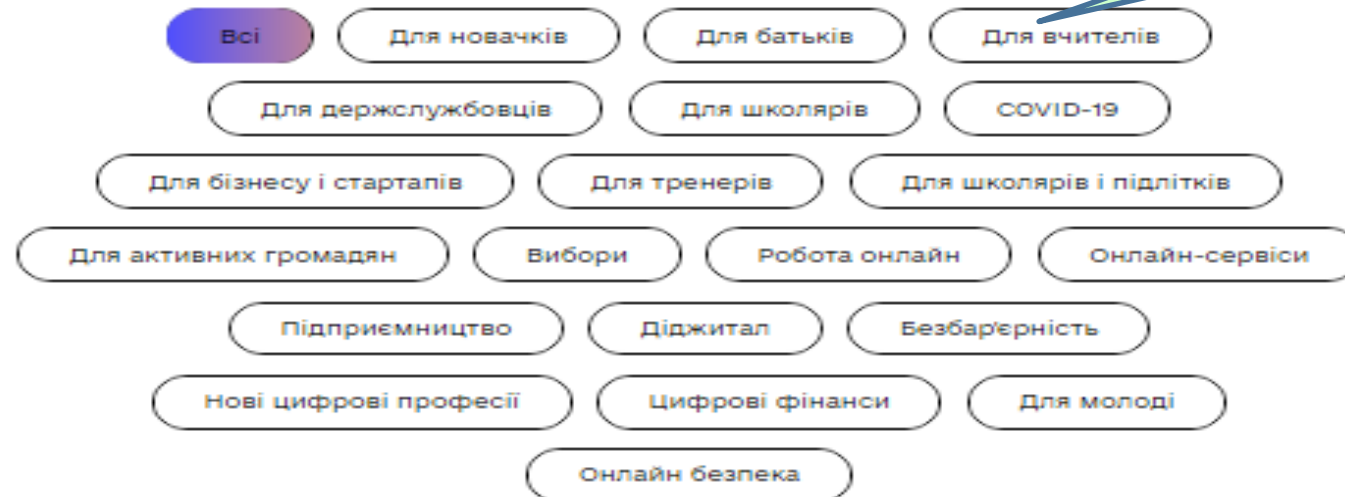 Всі Для новачків Для батьків Для вчителів
Для держслужбовців Для школярів COVID-19
Для бізнесу і стартапів Для тренерів Для школярів і підлітків
Для активних громадян Вибори Робота онлайн Онлайн-сервіси
Підприємництво Діджитал Безбар'єрність
Нові цифрові професії Цифрові фінанси Для молоді
Онлайн безпека